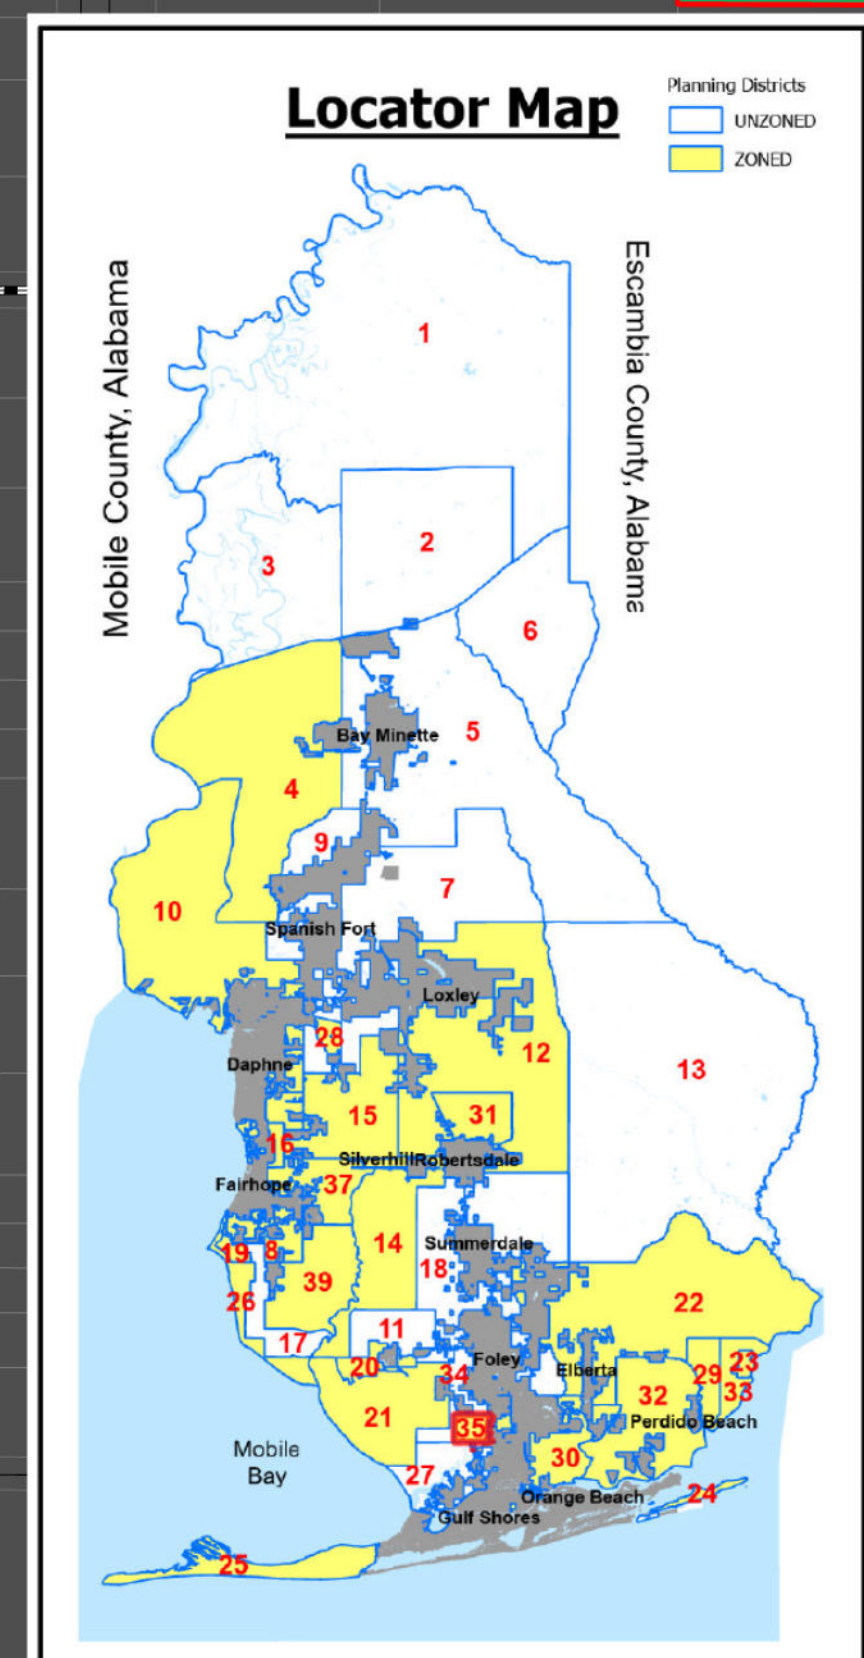 Locator Map
Planning Districts
UNZONED
ZONED
Mobile County, Alabama
Escambia County, Alabama
1
2
3
6
5
Bay Minette
4
9
7
10
Spanish Fort
Loxley
28
12
Daphne
13
15
31
16
Silverhill Robertsdale
Fairhope
37
14
Summerdale
19
8
18
39
26
22
11
17
Foley
20
34
Elberta
29
23
32
33
21
35
Perdido Beach
Mobile
Bay
30
27
24
Orange Beach
Gulf Shores
25